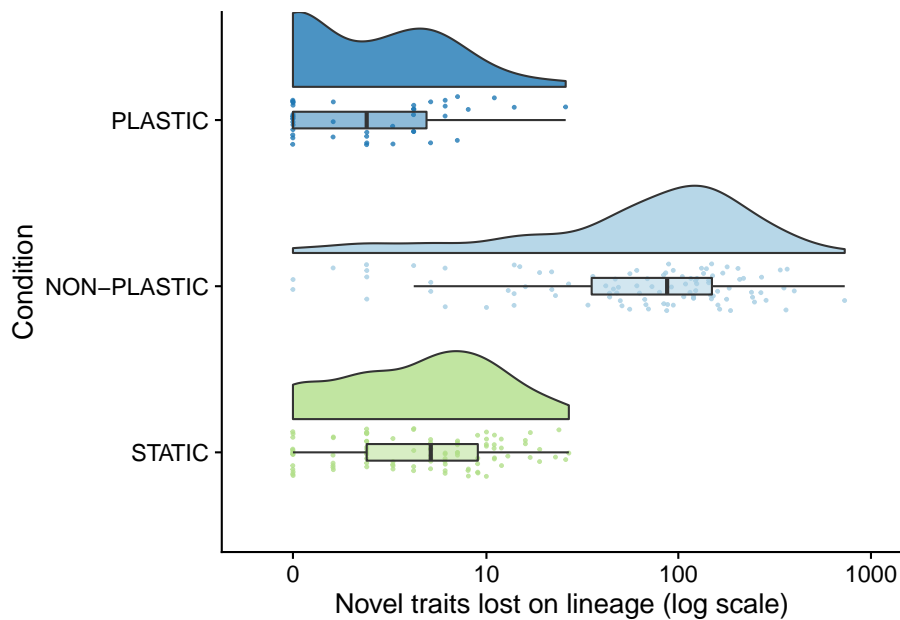 Condition
PLASTIC
NON−PLASTIC
STATIC
0 10 100 1000
Novel traits lost on lineage (log scale)